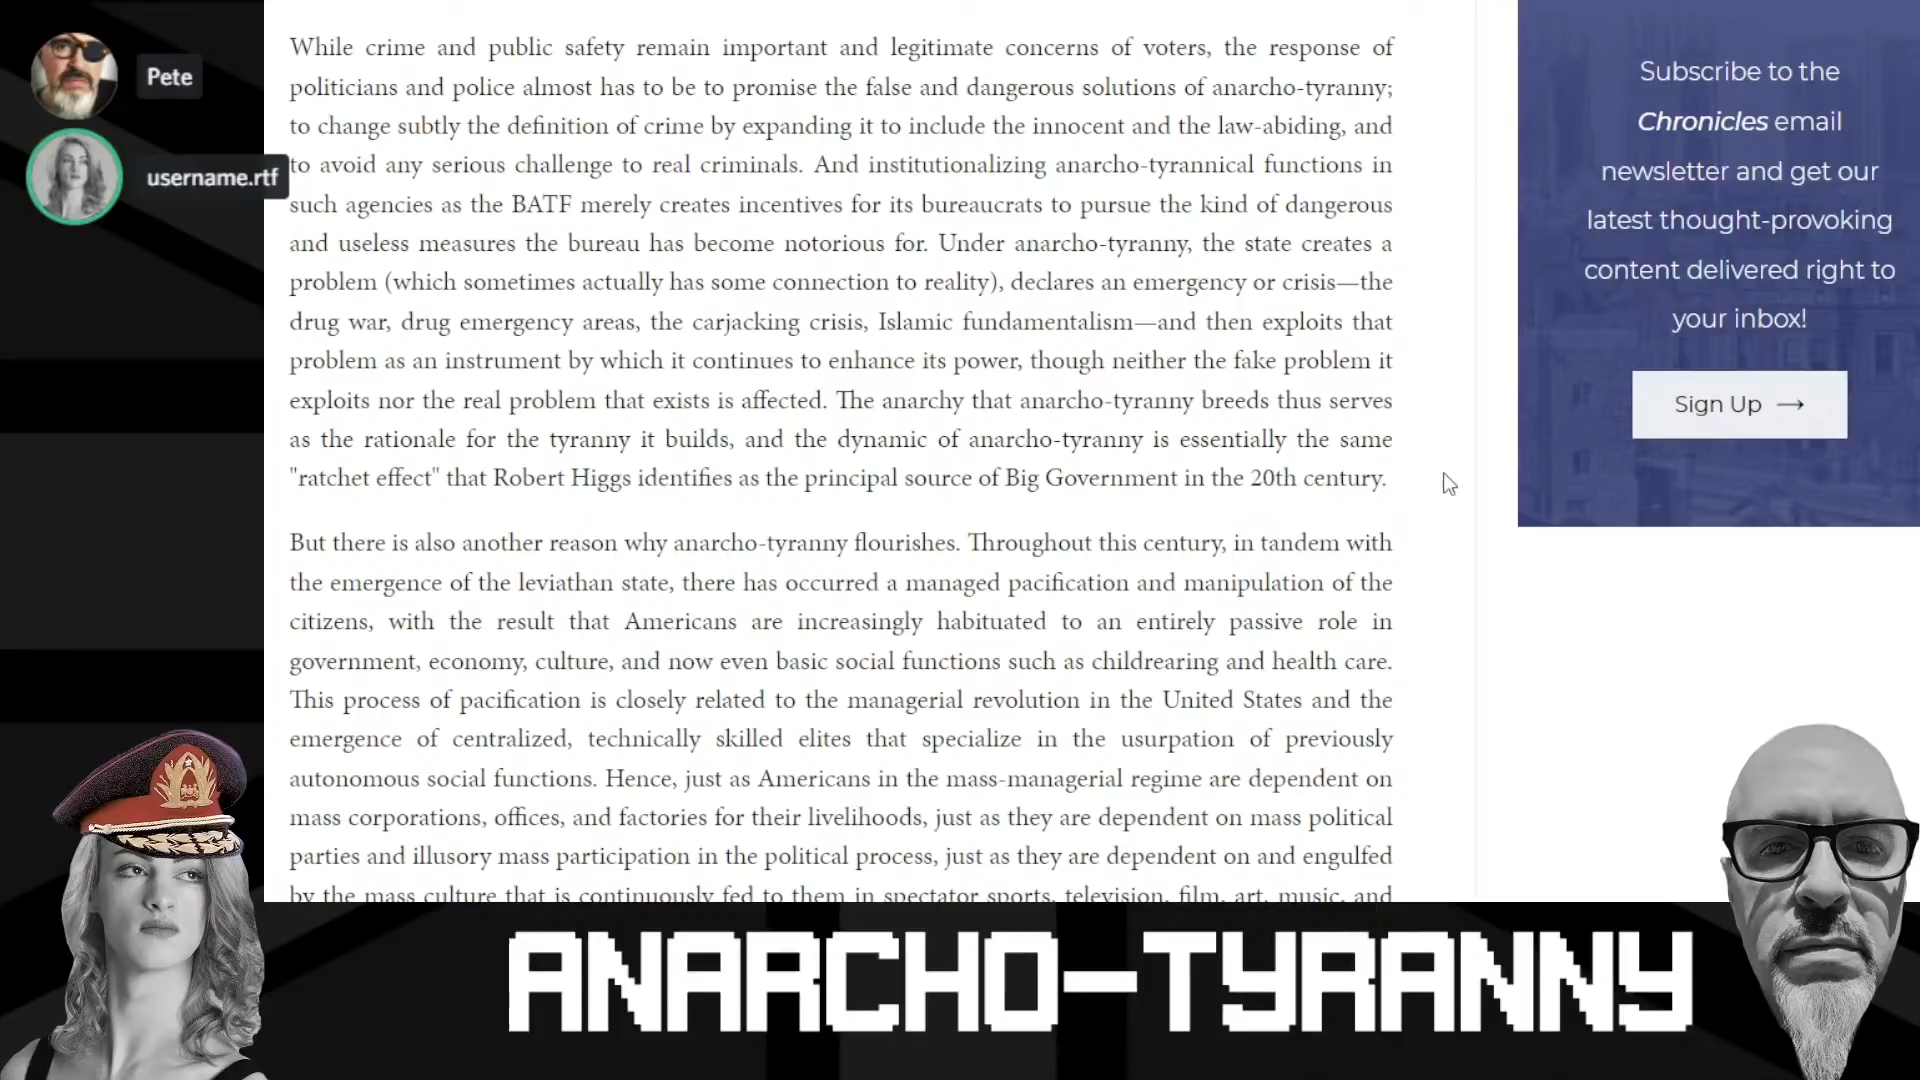 Pete
username.rtf
While crime and public safety remain important and legitimate concerns of voters, the response of
politicians and police almost has to be to promise the false and dangerous solutions of anarcho-tyranny;
to change subtly the definition of crime by expanding it to include the innocent and the law-abiding, and
to avoid any serious challenge to real criminals. And institutionalizing anarcho-tyrannical functions in
such agencies as the BATF merely creates incentives for its bureaucrats to pursue the kind of dangerous
and useless measures the bureau has become notorious for. Under anarcho-tyranny, the state creates a
problem (which sometimes actually has some connection to reality), declares an emergency or crisis—the
drug war, drug emergency areas, the carjacking crisis, Islamic fundamentalism—and then exploits that
problem as an instrument by which it continues to enhance its power, though neither the fake problem it
exploits nor the real problem that exists is affected. The anarchy that anarcho-tyranny breeds thus serves
as the rationale for the tyranny it builds, and the dynamic of anarcho-tyranny is essentially the same
"ratchet effect" that Robert Higgs identifies as the principal source of Big Government in the 20th century.
But there is also another reason why anarcho-tyranny flourishes. Throughout this century, in tandem with
the emergence of the leviathan state, there has occurred a managed pacification and manipulation of the
citizens, with the result that Americans are increasingly habituated to an entirely passive role in
government, economy, culture, and now even basic social functions such as childrearing and health care.
This process of pacification is closely related to the managerial revolution in the United States and the
emergence of centralized, technically skilled elites that specialize in the usurpation of previously
autonomous social functions. Hence, just as Americans in the mass-managerial regime are dependent on
mass corporations, offices, and factories for their livelihoods, just as they are dependent on mass political
parties and illusory mass participation in the political process, just as they are dependent on and engulfed
by the mass culture that is continuously fed to them in spectator sports, television, film, art, music, and
Subscribe to the
Chronicles email
newsletter and get our
latest thought-provoking
content delivered right to
your inbox!
Sign Up →
ANARCHO-TYRANNY